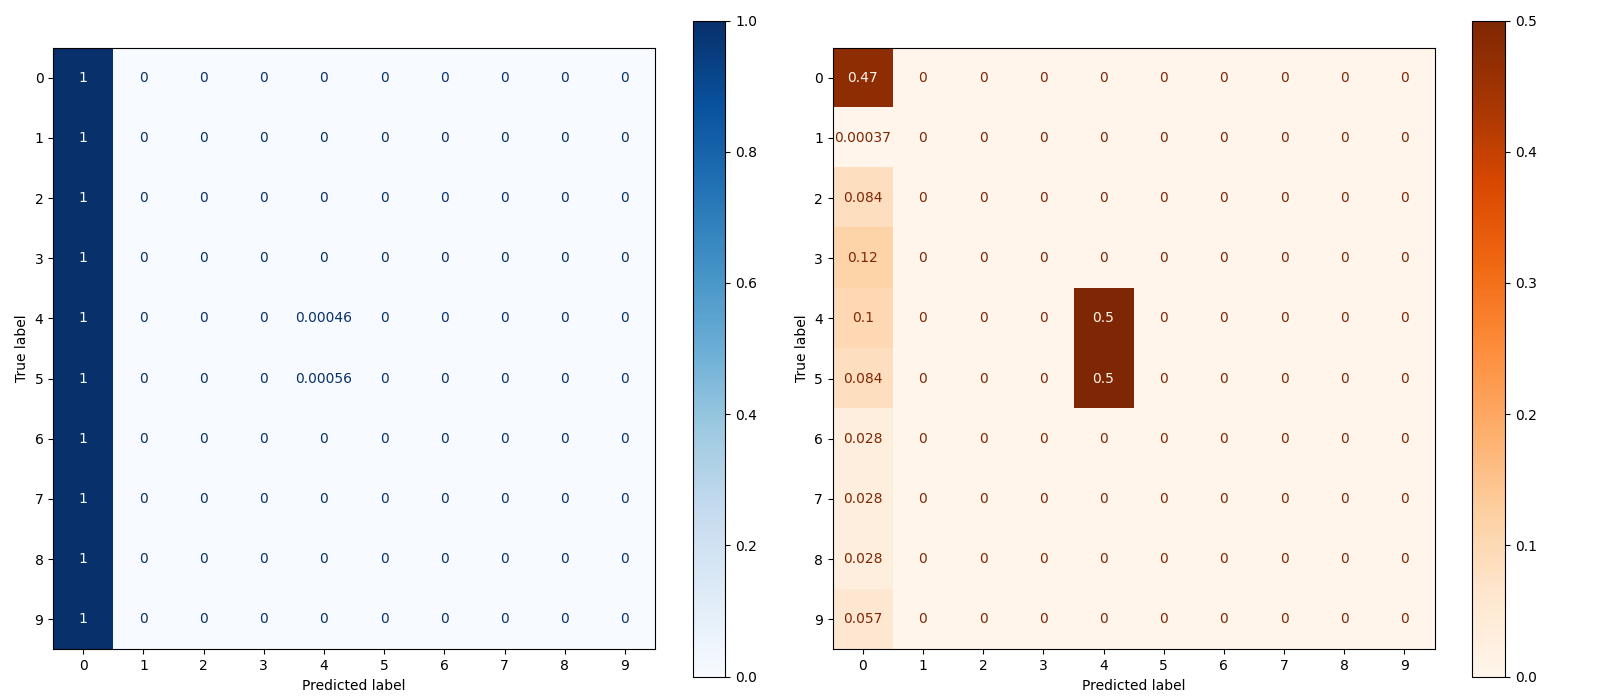 0 1 0 0 0 0 0 0 0 0 0
1 1 0 0 0 0 0 0 0 0 0
2 1 0 0 0 0 0 0 0 0 0
3 1 0 0 0 0 0 0 0 0 0
4 1 0 0 0 0.00046 0 0 0 0 0
5 1 0 0 0 0.00056 0 0 0 0 0
6 1 0 0 0 0 0 0 0 0 0
7 1 0 0 0 0 0 0 0 0 0
8 1 0 0 0 0 0 0 0 0 0
9 1 0 0 0 0 0 0 0 0 0
0 1 2 3 4 5 6 7 8 9
Predicted label
True label
1.0
0.8
0.6
0.4
0.2
0.0
0 0.47 0 0 0 0 0 0 0 0 0
1 0.00037 0 0 0 0 0 0 0 0 0
2 0.084 0 0 0 0 0 0 0 0 0
3 0.12 0 0 0 0 0 0 0 0 0
4 0.1 0 0 0 0.5 0 0 0 0 0
5 0.084 0 0 0 0.5 0 0 0 0 0
6 0.028 0 0 0 0 0 0 0 0 0
7 0.028 0 0 0 0 0 0 0 0 0
8 0.028 0 0 0 0 0 0 0 0 0
9 0.057 0 0 0 0 0 0 0 0 0
0 1 2 3 4 5 6 7 8 9
Predicted label
True label
0.5
0.4
0.3
0.2
0.1
0.0